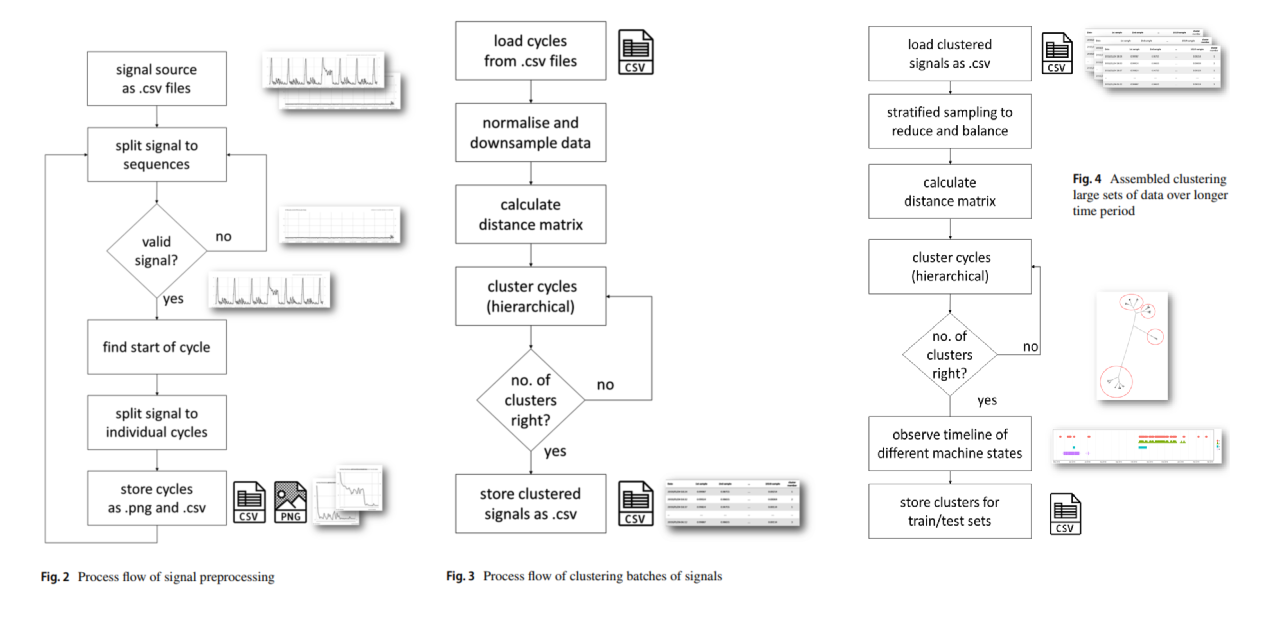 signal source
as .csv files
split signal to
sequences
valid
signal?
no
yes
find start of cycle
split signal to
individual cycles
store cycles
as .png and .csv
CSV
PNG
Fig. 2 Process flow of signal preprocessing
load cycles
from .csv files
CSV
normalise and
downsample data
calculate
distance matrix
cluster cycles
(hierarchical)
no. of
clusters
right?
no
yes
store clustered
signals as .csv
CSV
Fig. 3 Process flow of clustering batches of signals
load clustered
signals as .csv
CSV
stratified sampling to
reduce and balance
calculate
distance matrix
cluster cycles
(hierarchical)
no. of
clusters
right?
no
yes
observe timeline of
different machine states
store clusters for
train/test sets
CSV
Fig. 4 Assembled clustering
large sets of data over longer
time period